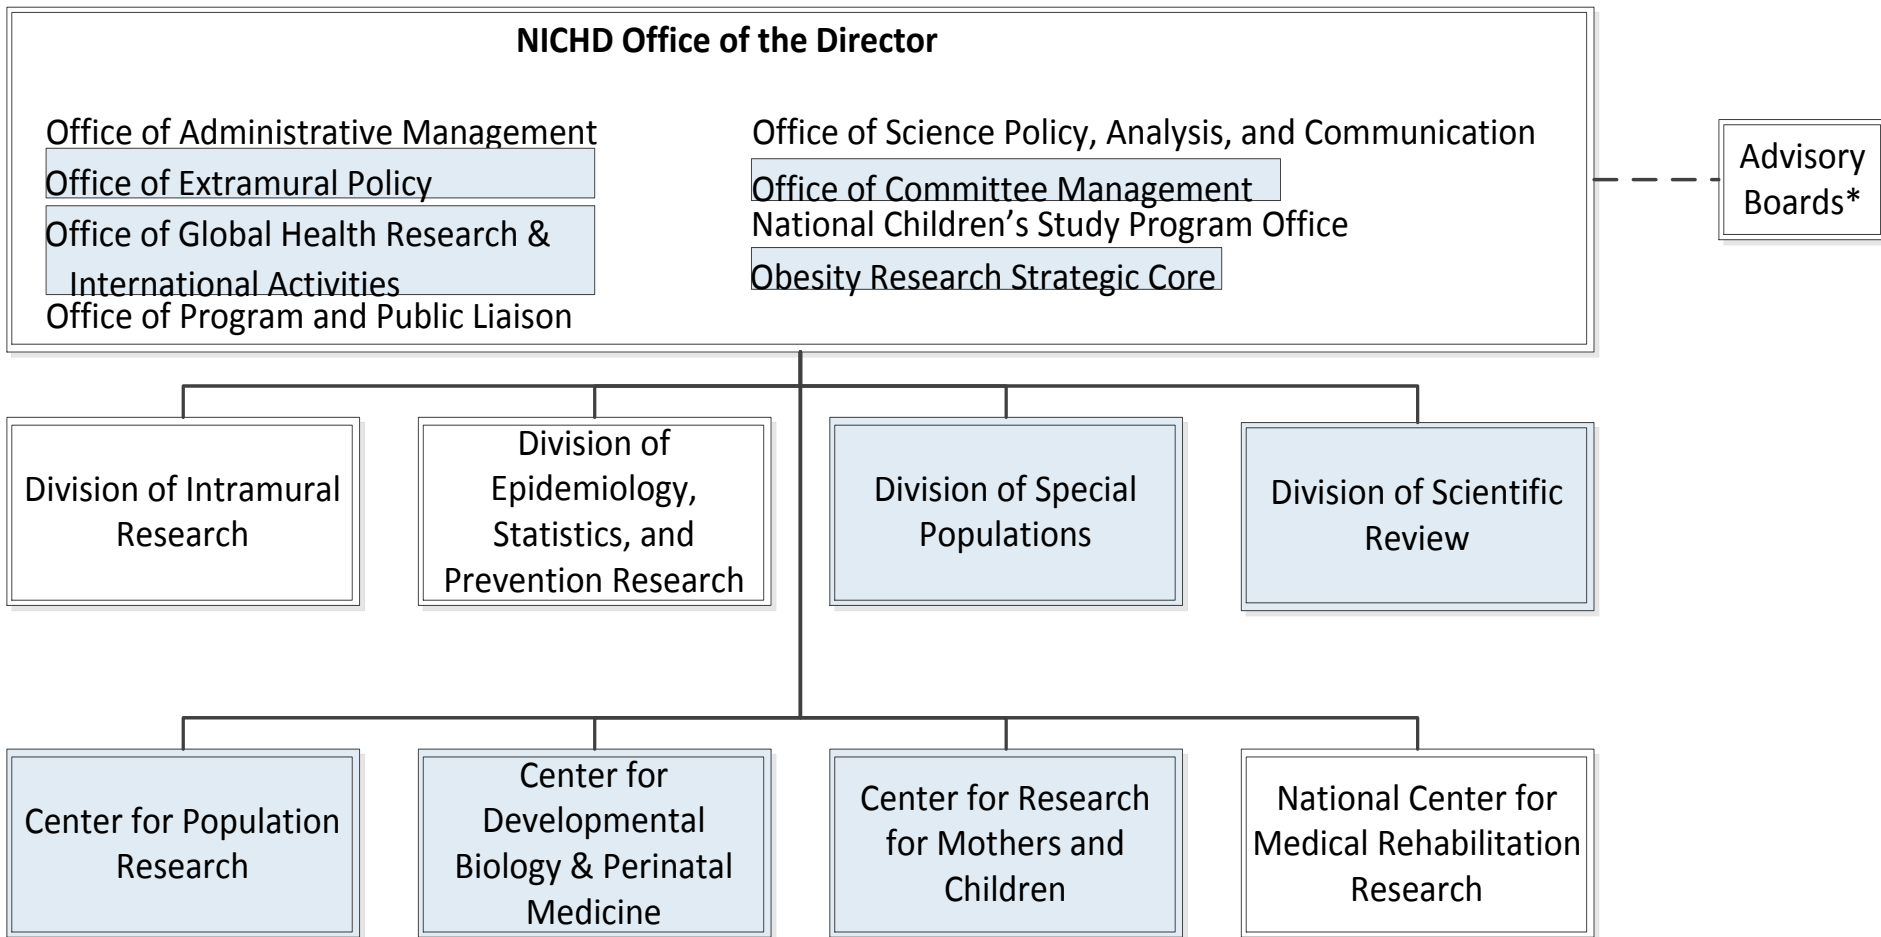 NICHD Office of the Director
Office of Administrative Management
Office of Extramural Policy
Office of Global Health Research &
International Activities
Office of Program and Public Liaison
Office of Science Policy, Analysis, and Communication
Office of Committee Management
National Children’s Study Program Office
Obesity Research Strategic Core
Advisory
Boards*
Division of Intramural
Research
Division of
Epidemiology,
Statistics, and
Prevention Research
Division of Special
Populations
Division of Scientific
Review
Center for Population
Research
Center for
Developmental
Biology & Perinatal
Medicine
Center for Research
for Mothers and
Children
National Center for
Medical Rehabilitation
Research